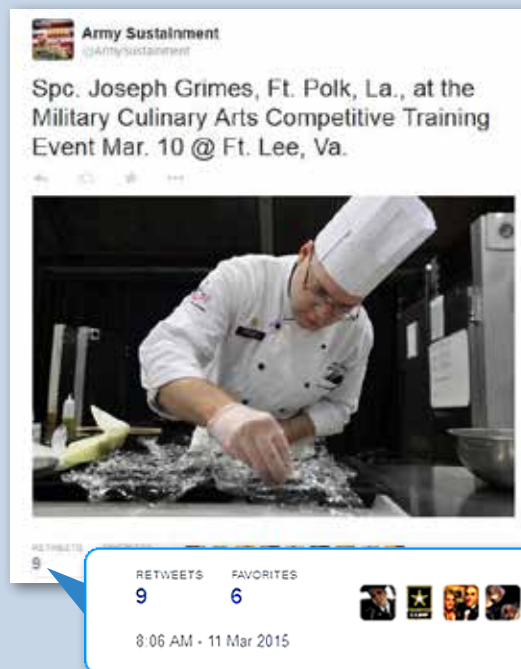 Army Sustainment
@ArmySustainment
Spc. Joseph Grimes, Ft. Polk, La., at the
Military Culinary Arts Competitive Training
Event Mar. 10 @ Ft. Lee, Va.
RETWEETS
9
RETWEETS FAVORITES
9 6
8:06 AM - 11 Mar 2015